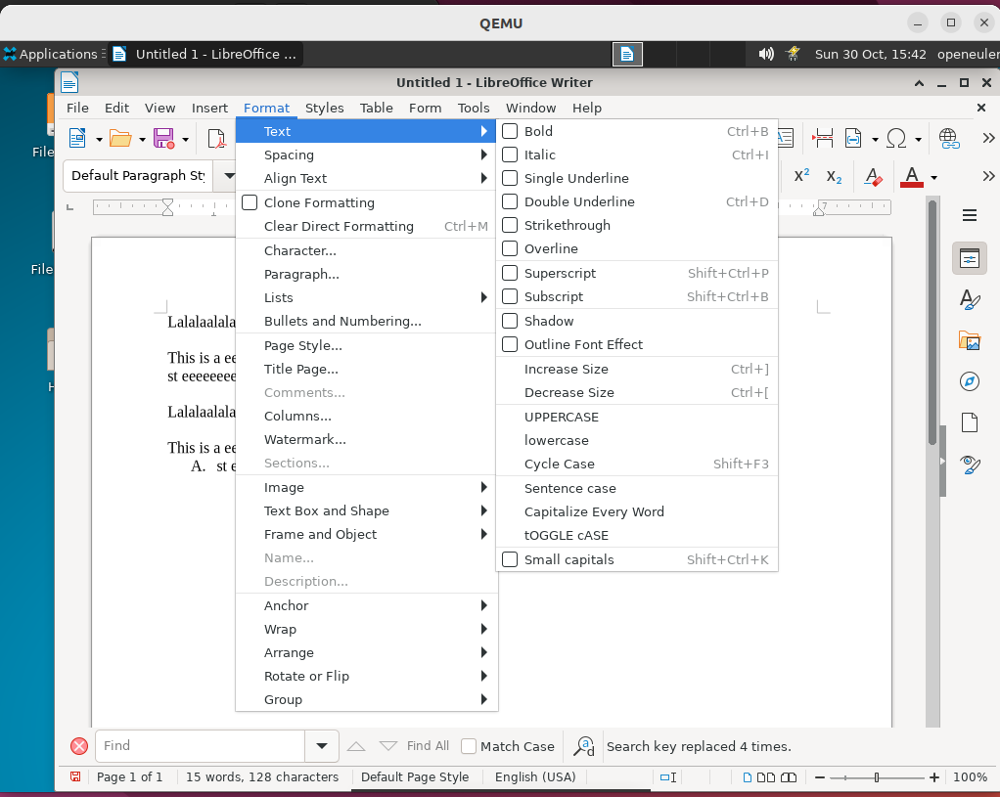 QEMU
Applications
Untitled 1 - LibreOffice ...
Sun 30 Oct, 15:42
openeuler
Untitled 1 - LibreOffice Writer
File Edit View Insert Format Styles Table Form Tools Window Help
Default Paragraph Sty
Text
Spacing
Align Text
Clone Formatting
Clear Direct Formatting Ctrl+M
Character...
Paragraph...
Lists
Bullets and Numbering...
Page Style...
Title Page...
Comments...
Columns...
Watermark...
Sections...
Image
Text Box and Shape
Frame and Object
Name...
Description...
Anchor
Wrap
Arrange
Rotate or Flip
Group
Bold Ctrl+B
Italic Ctrl+I
Single Underline
Double Underline Ctrl+D
Strikethrough
Overline
Superscript Shift+Ctrl+P
Subscript Shift+Ctrl+B
Shadow
Outline Font Effect
Increase Size Ctrl+]
Decrease Size Ctrl+[
UPPERCASE
lowercase
Cycle Case Shift+F3
Sentence case
Capitalize Every Word
tOGGLE cASE
Small capitals Shift+Ctrl+K
X² X₂ A A
7
File
File
H
Lalalaalala
This is a ee
st eeeeeeee
Lalalaalala
This is a ee
A. st e
Find
Find All
Match Case
Search key replaced 4 times.
Page 1 of 1
15 words, 128 characters
Default Page Style
English (USA)
100%